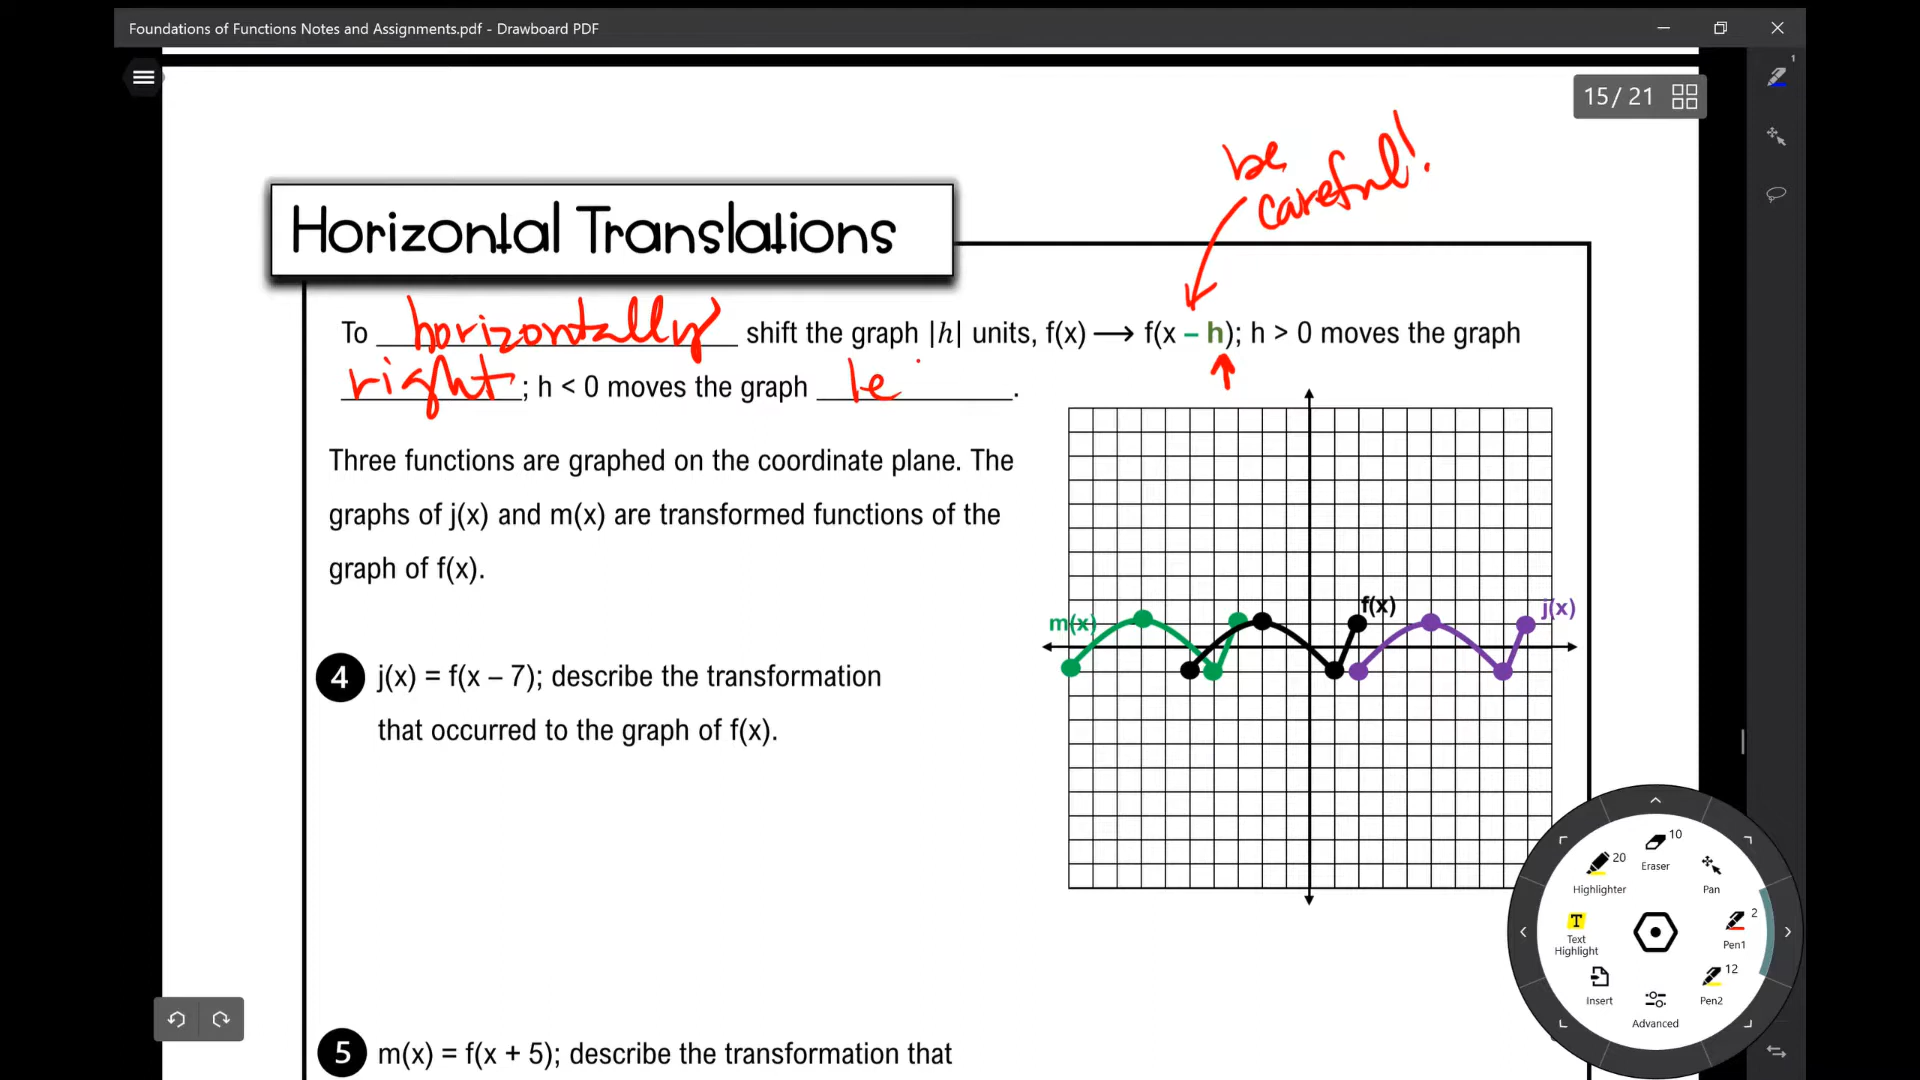 Foundations of Functions Notes and Assignments.pdf - Drawboard PDF
1
15 / 21
be
careful!
Horizontal Translations
To horizontally shift the graph |h| units, f(x) ⟶ f(x – h); h > 0 moves the graph
right; h < 0 moves the graph le.
Three functions are graphed on the coordinate plane. The
graphs of j(x) and m(x) are transformed functions of the
graph of f(x).
m(x)
f(x)
j(x)
4 j(x) = f(x – 7); describe the transformation
that occurred to the graph of f(x).
5 m(x) = f(x + 5); describe the transformation that
10
Eraser
20
Highlighter
Pan
T
Text
Highlight
2
Pen1
Insert
12
Pen2
Advanced